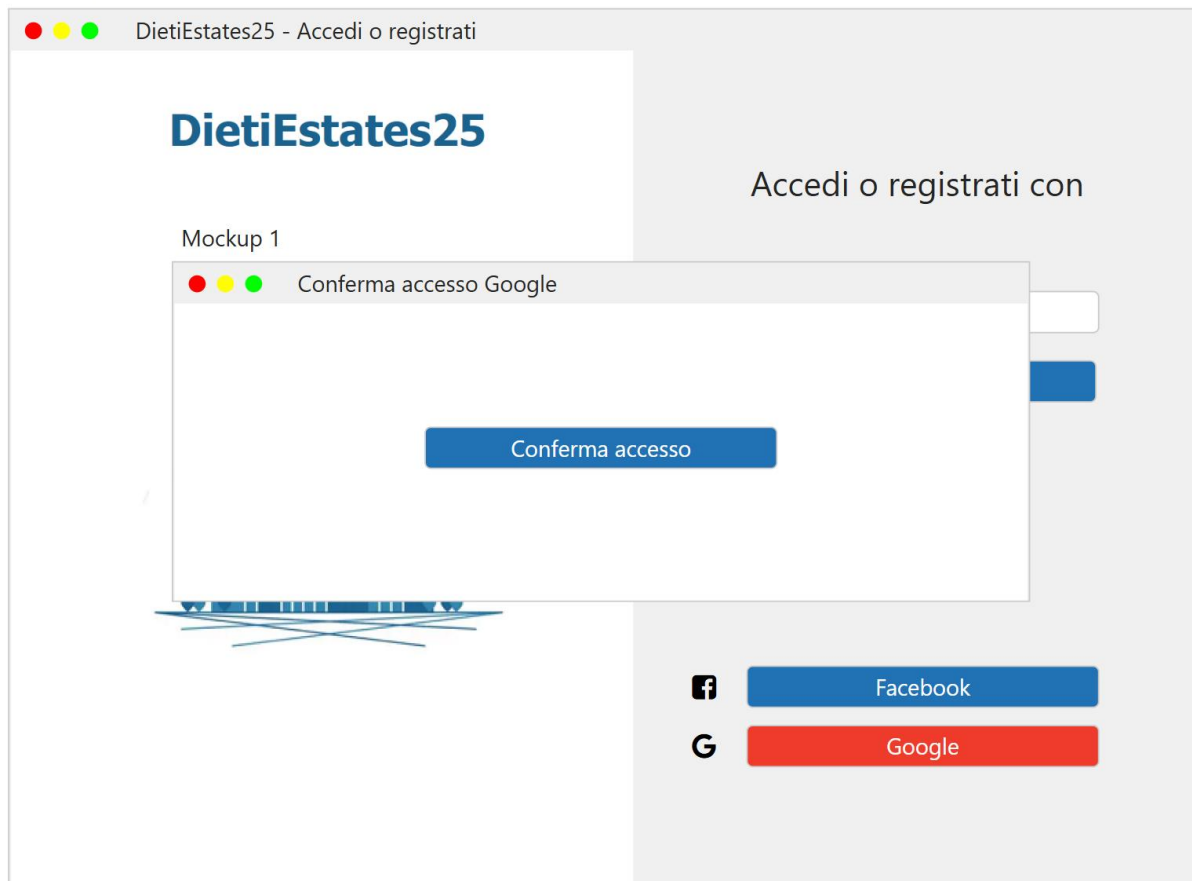 DietiEstates25 - Accedi o registrati
DietiEstates25
Accedi o registrati con
Mockup 1
Conferma accesso Google
Conferma accesso
Facebook
G
Google